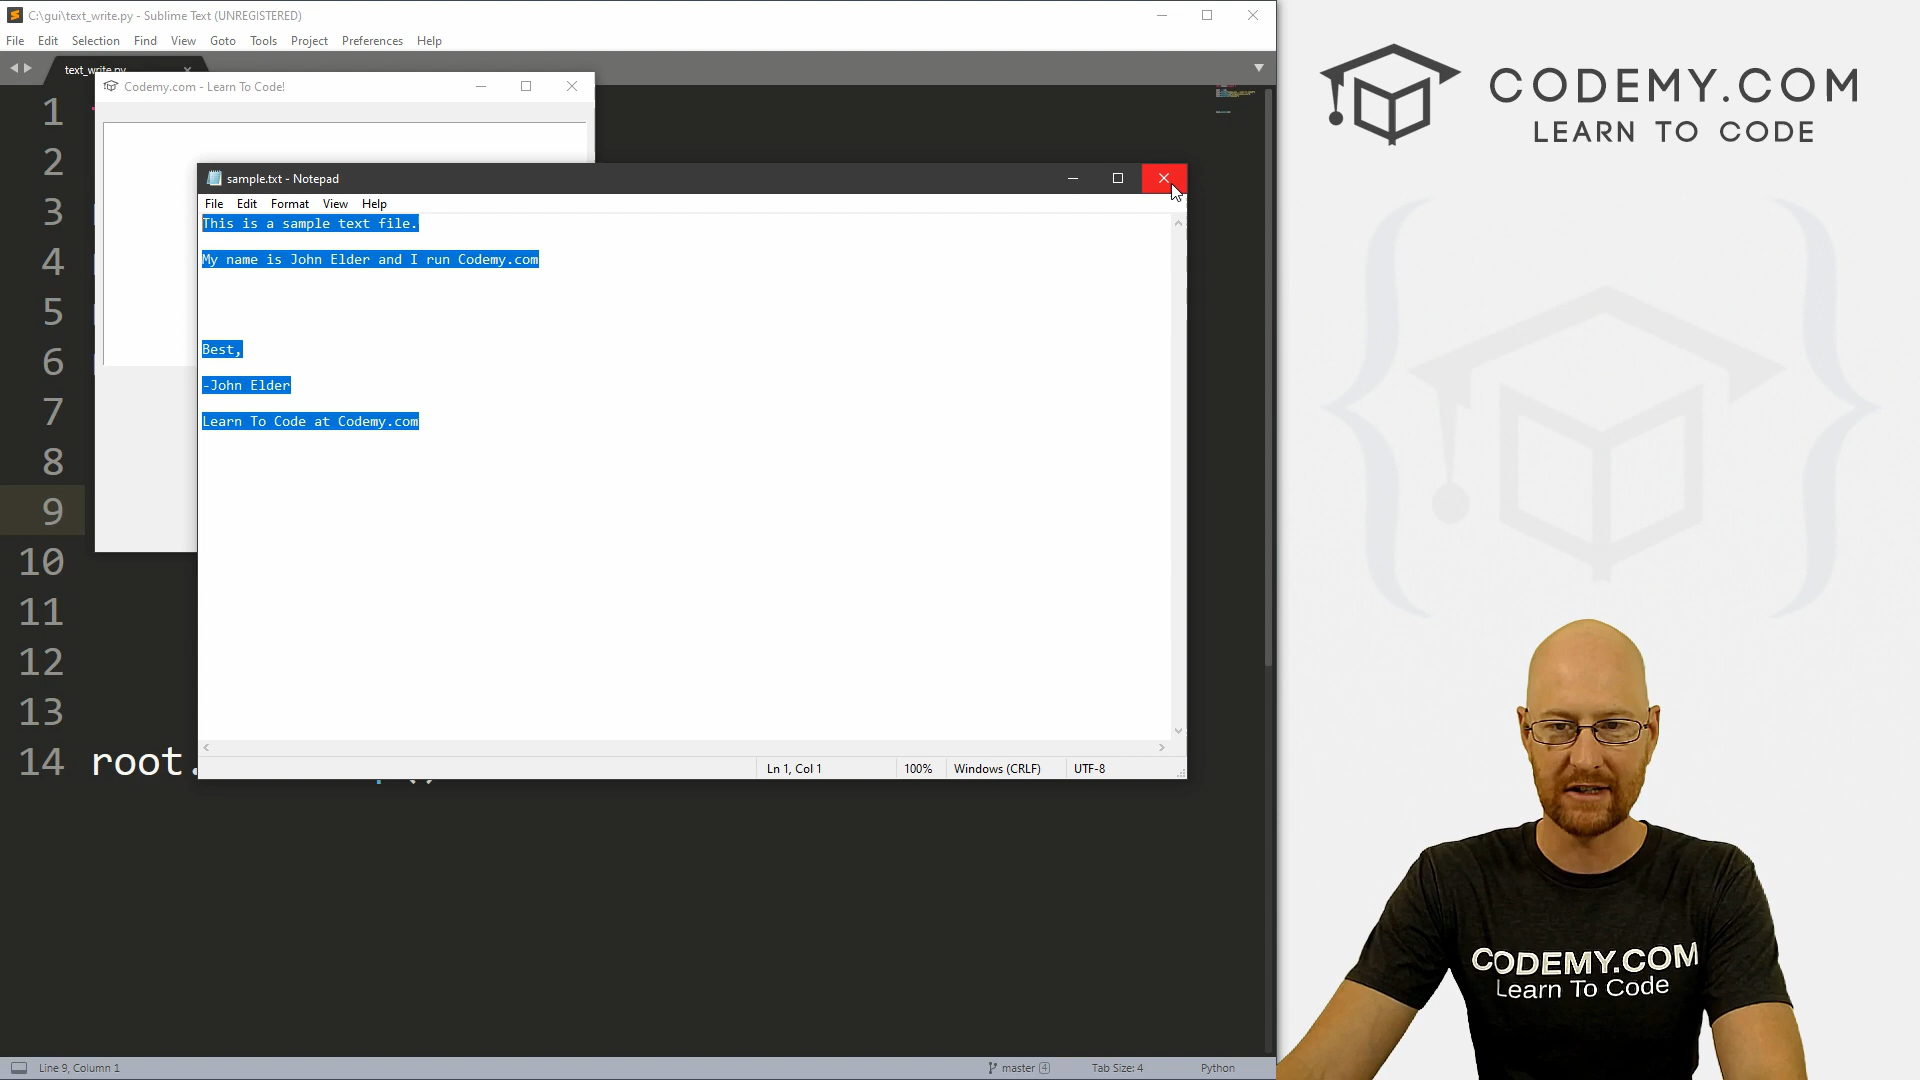 C:\gui\text_write.py - Sublime Text (UNREGISTERED)
File Edit Selection Find View Goto Tools Project Preferences Help
text_write.py
Codemy.com - Learn To Code!
sample.txt - Notepad
File Edit Format View Help
This is a sample text file.
My name is John Elder and I run Codemy.com
Best,
-John Elder
Learn To Code at Codemy.com
Ln 1, Col 1 100% Windows (CRLF) UTF-8
1
2
3
4
5
6
7
8
9
10
11
12
13
14 root.
Line 9, Column 1 master 4 Tab Size: 4 Python
CODEMY.COM
LEARN TO CODE
CODEMY.COM
Learn To Code